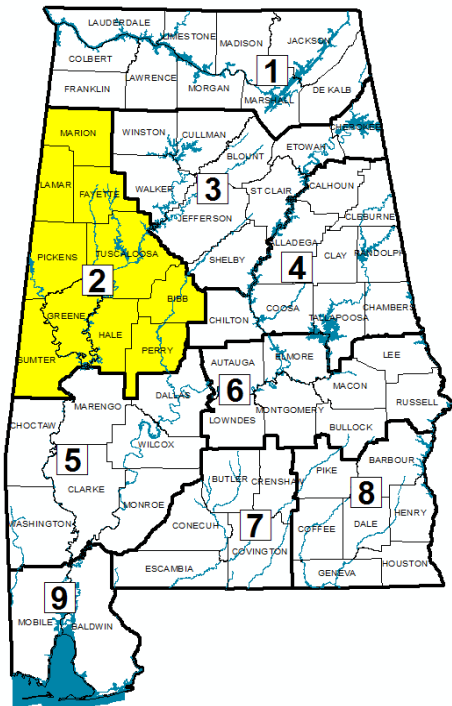 LAUDERDALE
LIMESTONE
MADISON
JACKSON
COLBERT
LAWRENCE
1
FRANKLIN
MORGAN
MARSHALL
DE KALB
MARION
WINSTON
CULLMAN
CHEROKEE
ETOWAH
BLOUNT
LAMAR
FAYETTE
WALKER
3
ST CLAIR
CALHOUN
JEFFERSON
CLEBURNE
PICKENS
TUSCALOOSA
SHELBY
TALLADEGA
CLAY
RANDOLPH
2
4
BIBB
GREENE
HALE
CHILTON
COOSA
TALLAPOOSA
CHAMBERS
SUMTER
PERRY
AUTAUGA
ELMORE
LEE
6
MACON
DALLAS
MARENGO
LOWNDES
MONTGOMERY
RUSSELL
CHOCTAW
BULLOCK
WILCOX
5
BARBOUR
PIKE
CLARKE
BUTLER
CRENSHAW
8
MONROE
HENRY
WASHINGTON
CONECUH
7
COFFEE
DALE
COVINGTON
ESCAMBIA
GENEVA
HOUSTON
9
MOBILE
BALDWIN